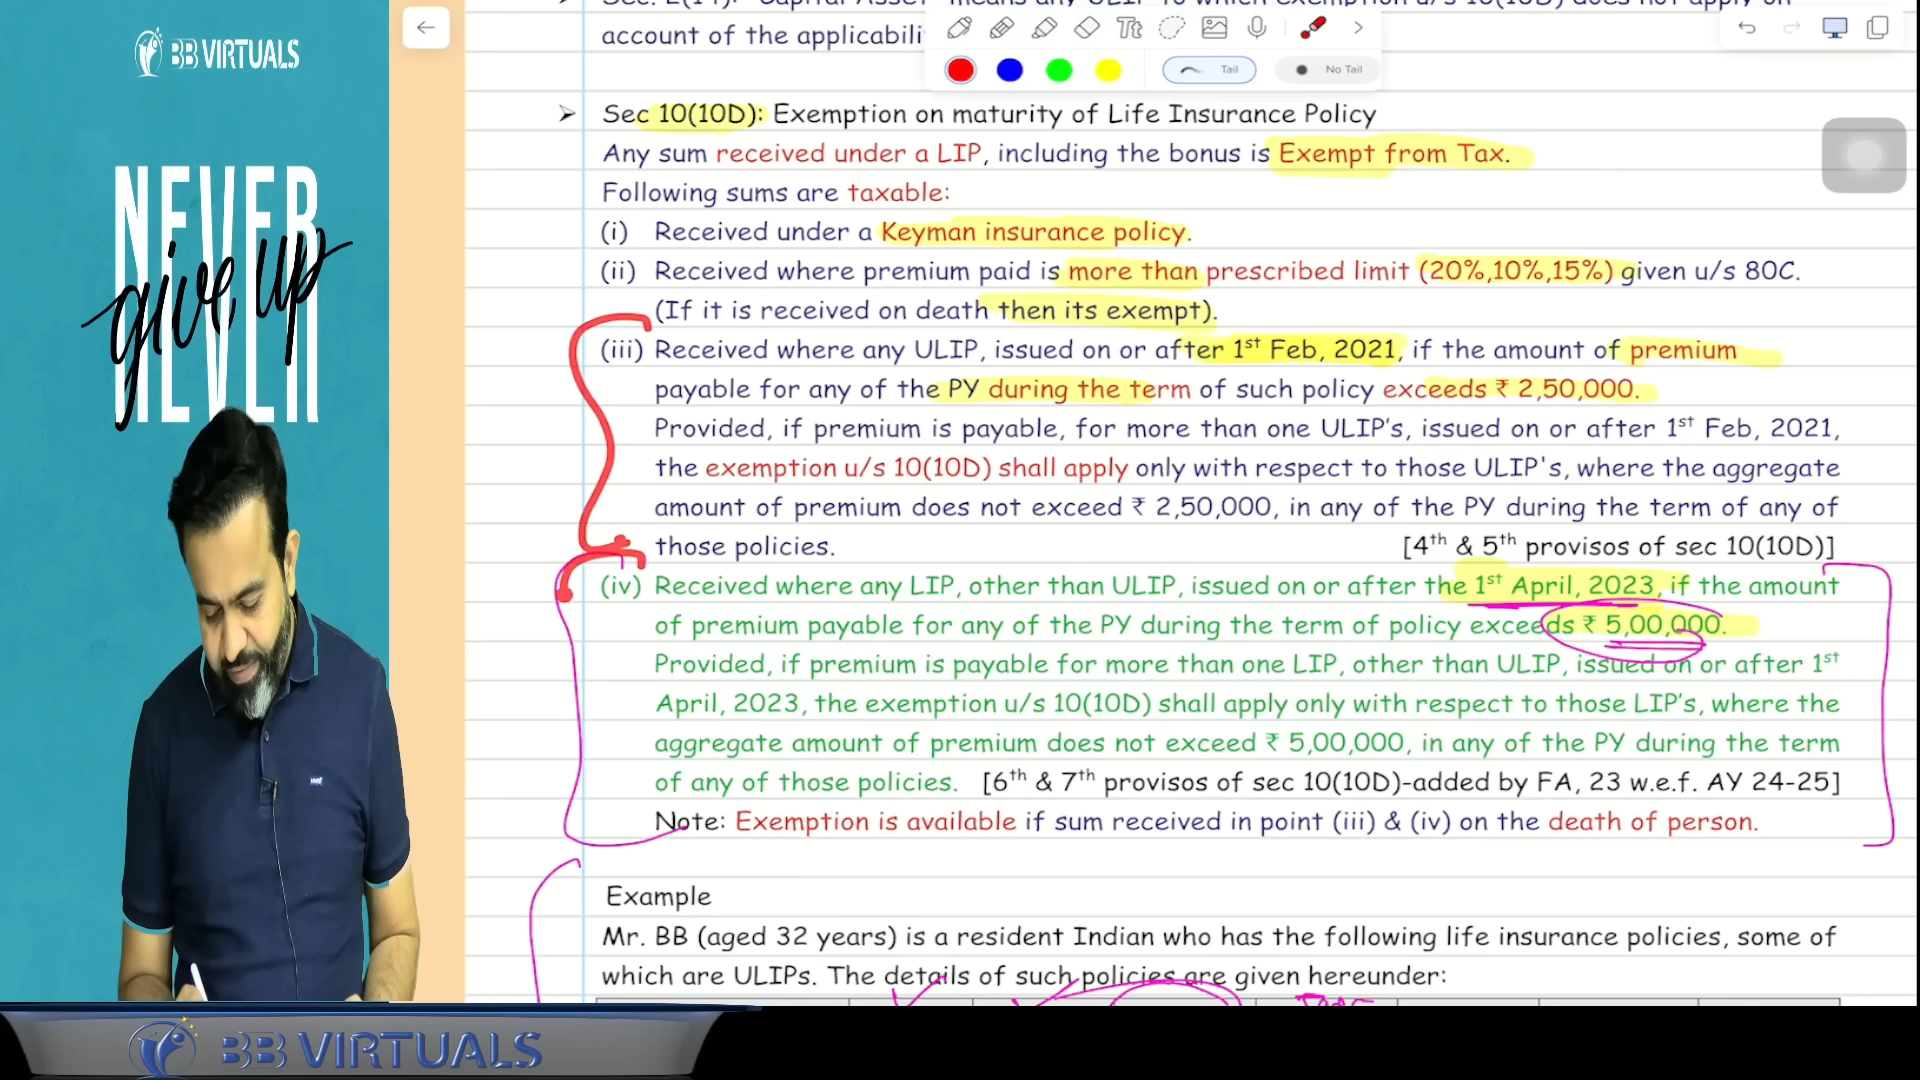 BB VIRTUALS
NEVER
give up
NEVER
account of the applicabili
Tail
No Tail
➢ Sec 10(10D): Exemption on maturity of Life Insurance Policy
Any sum received under a LIP, including the bonus is Exempt from Tax.
Following sums are taxable:
(i) Received under a Keyman insurance policy.
(ii) Received where premium paid is more than prescribed limit (20%,10%,15%) given u/s 80C.
(If it is received on death then its exempt).
(iii) Received where any ULIP, issued on or after 1st Feb, 2021, if the amount of premium
payable for any of the PY during the term of such policy exceeds ₹ 2,50,000.
Provided, if premium is payable, for more than one ULIP's, issued on or after 1st Feb, 2021,
the exemption u/s 10(10D) shall apply only with respect to those ULIP's, where the aggregate
amount of premium does not exceed ₹ 2,50,000, in any of the PY during the term of any of
those policies. [4th & 5th provisos of sec 10(10D)]
(iv) Received where any LIP, other than ULIP, issued on or after the 1st April, 2023, if the amount
of premium payable for any of the PY during the term of policy exceeds ₹ 5,00,000.
Provided, if premium is payable for more than one LIP, other than ULIP, issued on or after 1st
April, 2023, the exemption u/s 10(10D) shall apply only with respect to those LIP's, where the
aggregate amount of premium does not exceed ₹ 5,00,000, in any of the PY during the term
of any of those policies. [6th & 7th provisos of sec 10(10D)-added by FA, 23 w.e.f. AY 24-25]
Note: Exemption is available if sum received in point (iii) & (iv) on the death of person.
Example
Mr. BB (aged 32 years) is a resident Indian who has the following life insurance policies, some of
which are ULIPs. The details of such policies are given hereunder:
BB VIRTUALS